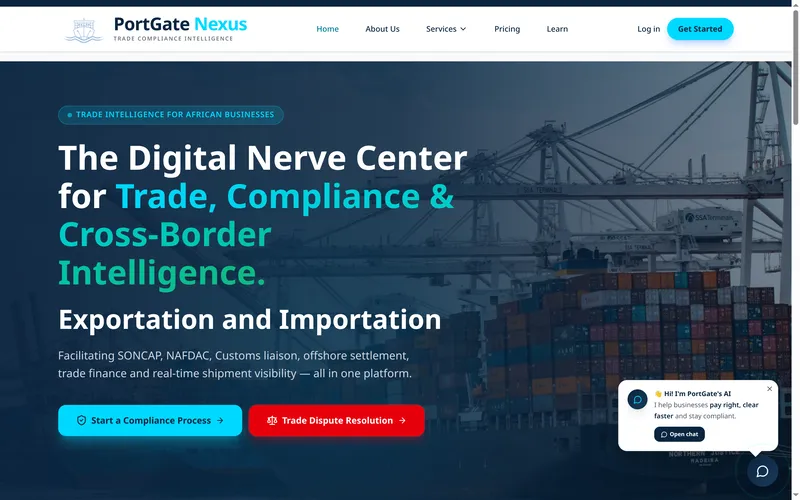 PortGate Nexus
TRADE COMPLIANCE INTELLIGENCE
Home
About Us
Services
Pricing
Learn
Log in
Get Started
TRADE INTELLIGENCE FOR AFRICAN BUSINESSES
The Digital Nerve Center
for Trade, Compliance &
Cross-Border
Intelligence.
Exportation and Importation
Facilitating SONCAP, NAFDAC, Customs liaison, offshore settlement,
trade finance and real-time shipment visibility — all in one platform.
Start a Compliance Process →
Trade Dispute Resolution →
SSA Terminals
👋 Hi! I'm PortGate's AI
I help businesses pay right, clear
faster and stay compliant.
Open chat
NORTHERN JUSTICE